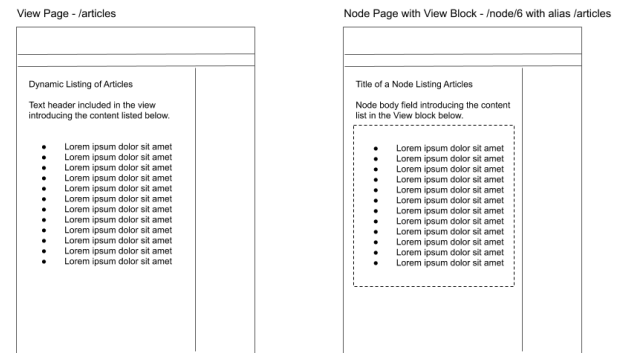 View Page - /articles
Dynamic Listing of Articles
Text header included in the view
introducing the content listed below.
● Lorem ipsum dolor sit amet
● Lorem ipsum dolor sit amet
● Lorem ipsum dolor sit amet
● Lorem ipsum dolor sit amet
● Lorem ipsum dolor sit amet
● Lorem ipsum dolor sit amet
● Lorem ipsum dolor sit amet
● Lorem ipsum dolor sit amet
● Lorem ipsum dolor sit amet
● Lorem ipsum dolor sit amet
● Lorem ipsum dolor sit amet
● Lorem ipsum dolor sit amet
Node Page with View Block - /node/6 with alias /articles
Title of a Node Listing Articles
Node body field introducing the content
list in the View block below.
● Lorem ipsum dolor sit amet
● Lorem ipsum dolor sit amet
● Lorem ipsum dolor sit amet
● Lorem ipsum dolor sit amet
● Lorem ipsum dolor sit amet
● Lorem ipsum dolor sit amet
● Lorem ipsum dolor sit amet
● Lorem ipsum dolor sit amet
● Lorem ipsum dolor sit amet
● Lorem ipsum dolor sit amet
● Lorem ipsum dolor sit amet
● Lorem ipsum dolor sit amet